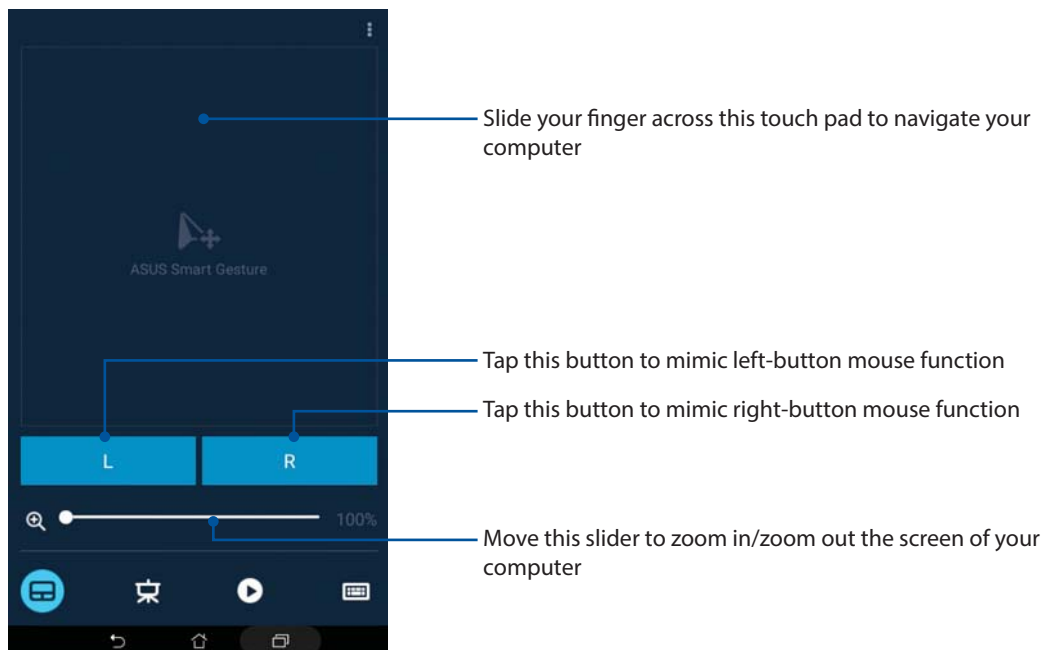 Slide your finger across this touch pad to navigate your
computer
ASUS Smart Gesture
Tap this button to mimic left-button mouse function
Tap this button to mimic right-button mouse function
L
R
100%
Move this slider to zoom in/zoom out the screen of your
computer